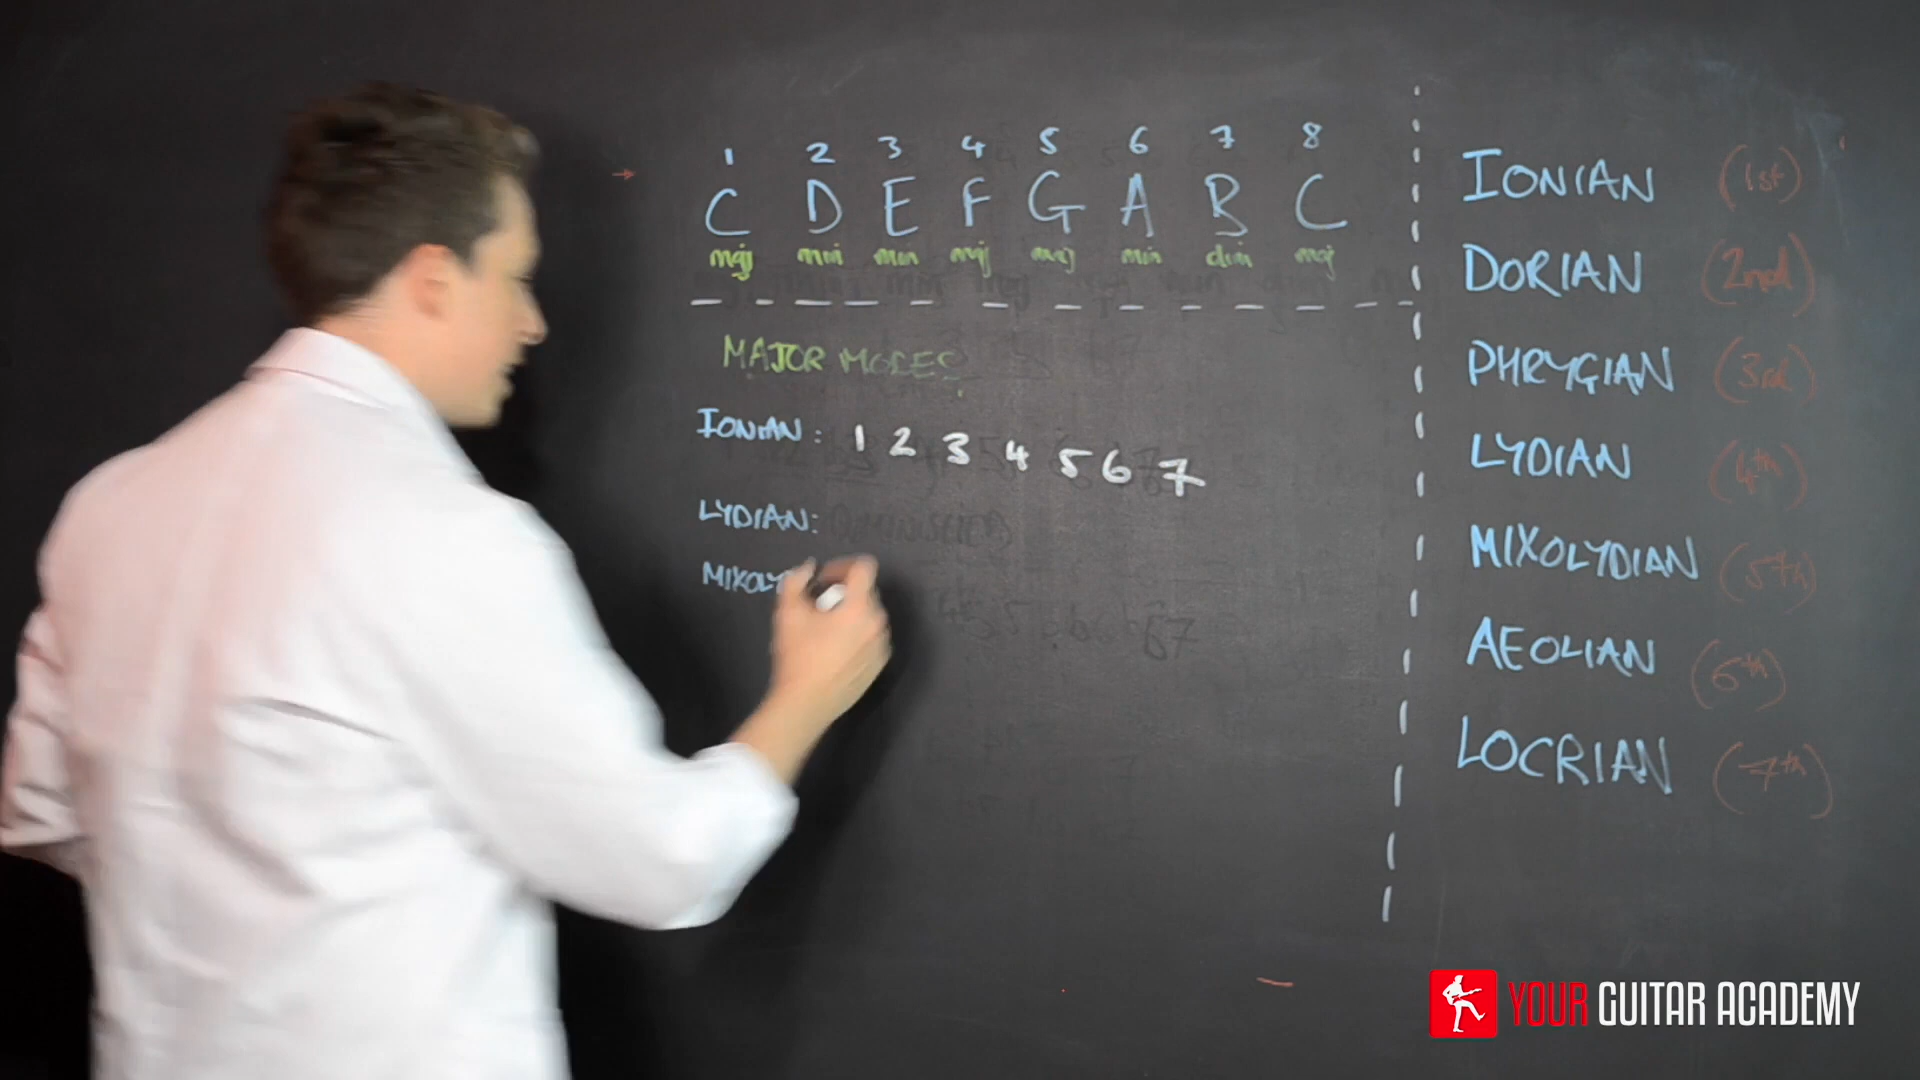 1 2 3 4 5 6 7 8
C D E F G A B C
maj min min maj maj min dim maj
MAJOR MODES
IONIAN: 1 2 3 4 5 6 7
LYDIAN:
IONIAN (1st)
DORIAN (2nd)
PHRYGIAN (3rd)
LYDIAN (4th)
MIXOLYDIAN (5th)
AEOLIAN (6th)
LOCRIAN (7th)
YOUR GUITAR ACADEMY